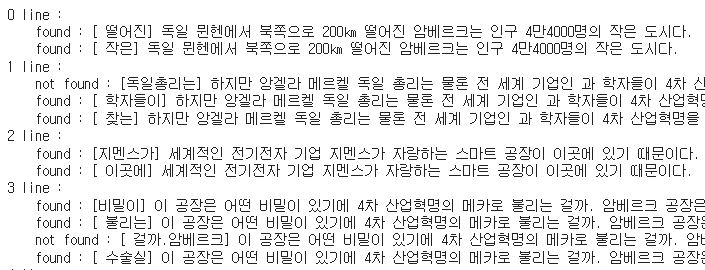 0 line :
found : [ 떨어진] 독일 뮌헨에서 북쪽으로 200km 떨어진 암베르크는 인구 4만4000명의 작은 도시다.
found : [ 작은] 독일 뮌헨에서 북쪽으로 200km 떨어진 암베르크는 인구 4만4000명의 작은 도시다.
1 line :
not found : [독일총리는] 하지만 앙겔라 메르켈 독일 총리는 물론 전 세계 기업인 과 학자들이 4차 산
found : [ 학자들이] 하지만 앙겔라 메르켈 독일 총리는 물론 전 세계 기업인 과 학자들이 4차 산업혁명
found : [ 찾는] 하지만 앙겔라 메르켈 독일 총리는 물론 전 세계 기업인 과 학자들이 4차 산업혁명을
2 line :
found : [지멘스가] 세계적인 전기전자 기업 지멘스가 자랑하는 스마트 공장이 이곳에 있기 때문이다.
found : [ 이곳에] 세계적인 전기전자 기업 지멘스가 자랑하는 스마트 공장이 이곳에 있기 때문이다.
3 line :
found : [비밀이] 이 공장은 어떤 비밀이 있기에 4차 산업혁명의 메카로 불리는 걸까. 암베르크 공장은
found : [ 불리는] 이 공장은 어떤 비밀이 있기에 4차 산업혁명의 메카로 불리는 걸까. 암베르크 공장은
not found : [ 걸까.암베르크] 이 공장은 어떤 비밀이 있기에 4차 산업혁명의 메카로 불리는 걸까. 암
found : [ 수술실] 이 공장은 어떤 비밀이 있기에 4차 산업혁명의 메카로 불리는 걸까. 암베르크 공장은